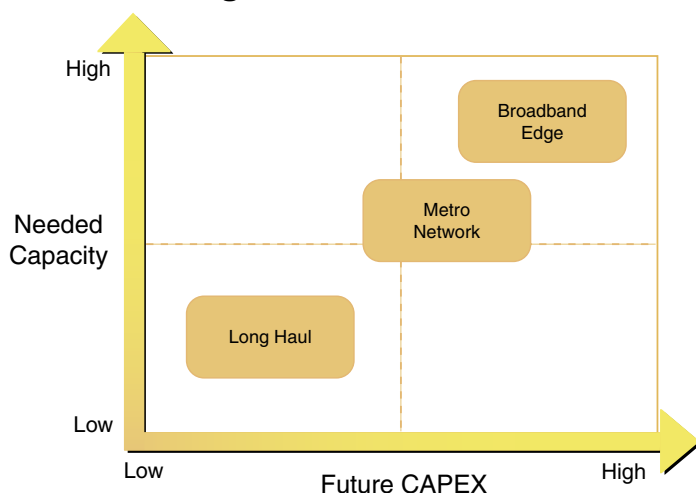 High
Broadband
Edge
Metro
Network
Needed
Capacity
Long Haul
Low
Low
High
Future CAPEX